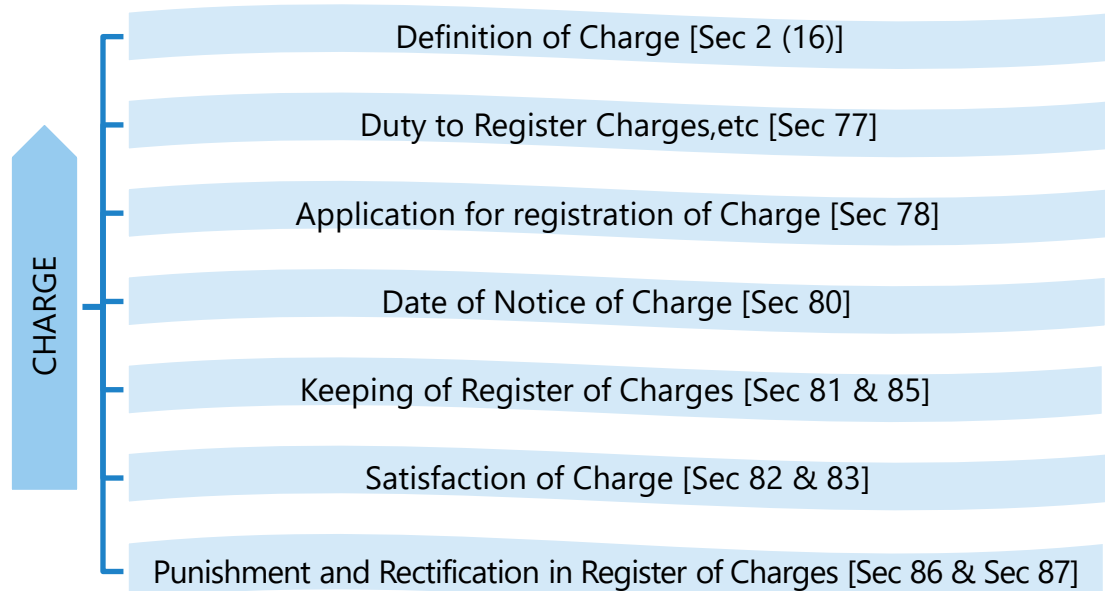 CHARGE
Definition of Charge [Sec 2 (16)]
Duty to Register Charges,etc [Sec 77]
Application for registration of Charge [Sec 78]
Date of Notice of Charge [Sec 80]
Keeping of Register of Charges [Sec 81 & 85]
Satisfaction of Charge [Sec 82 & 83]
Punishment and Rectification in Register of Charges [Sec 86 & Sec 87]